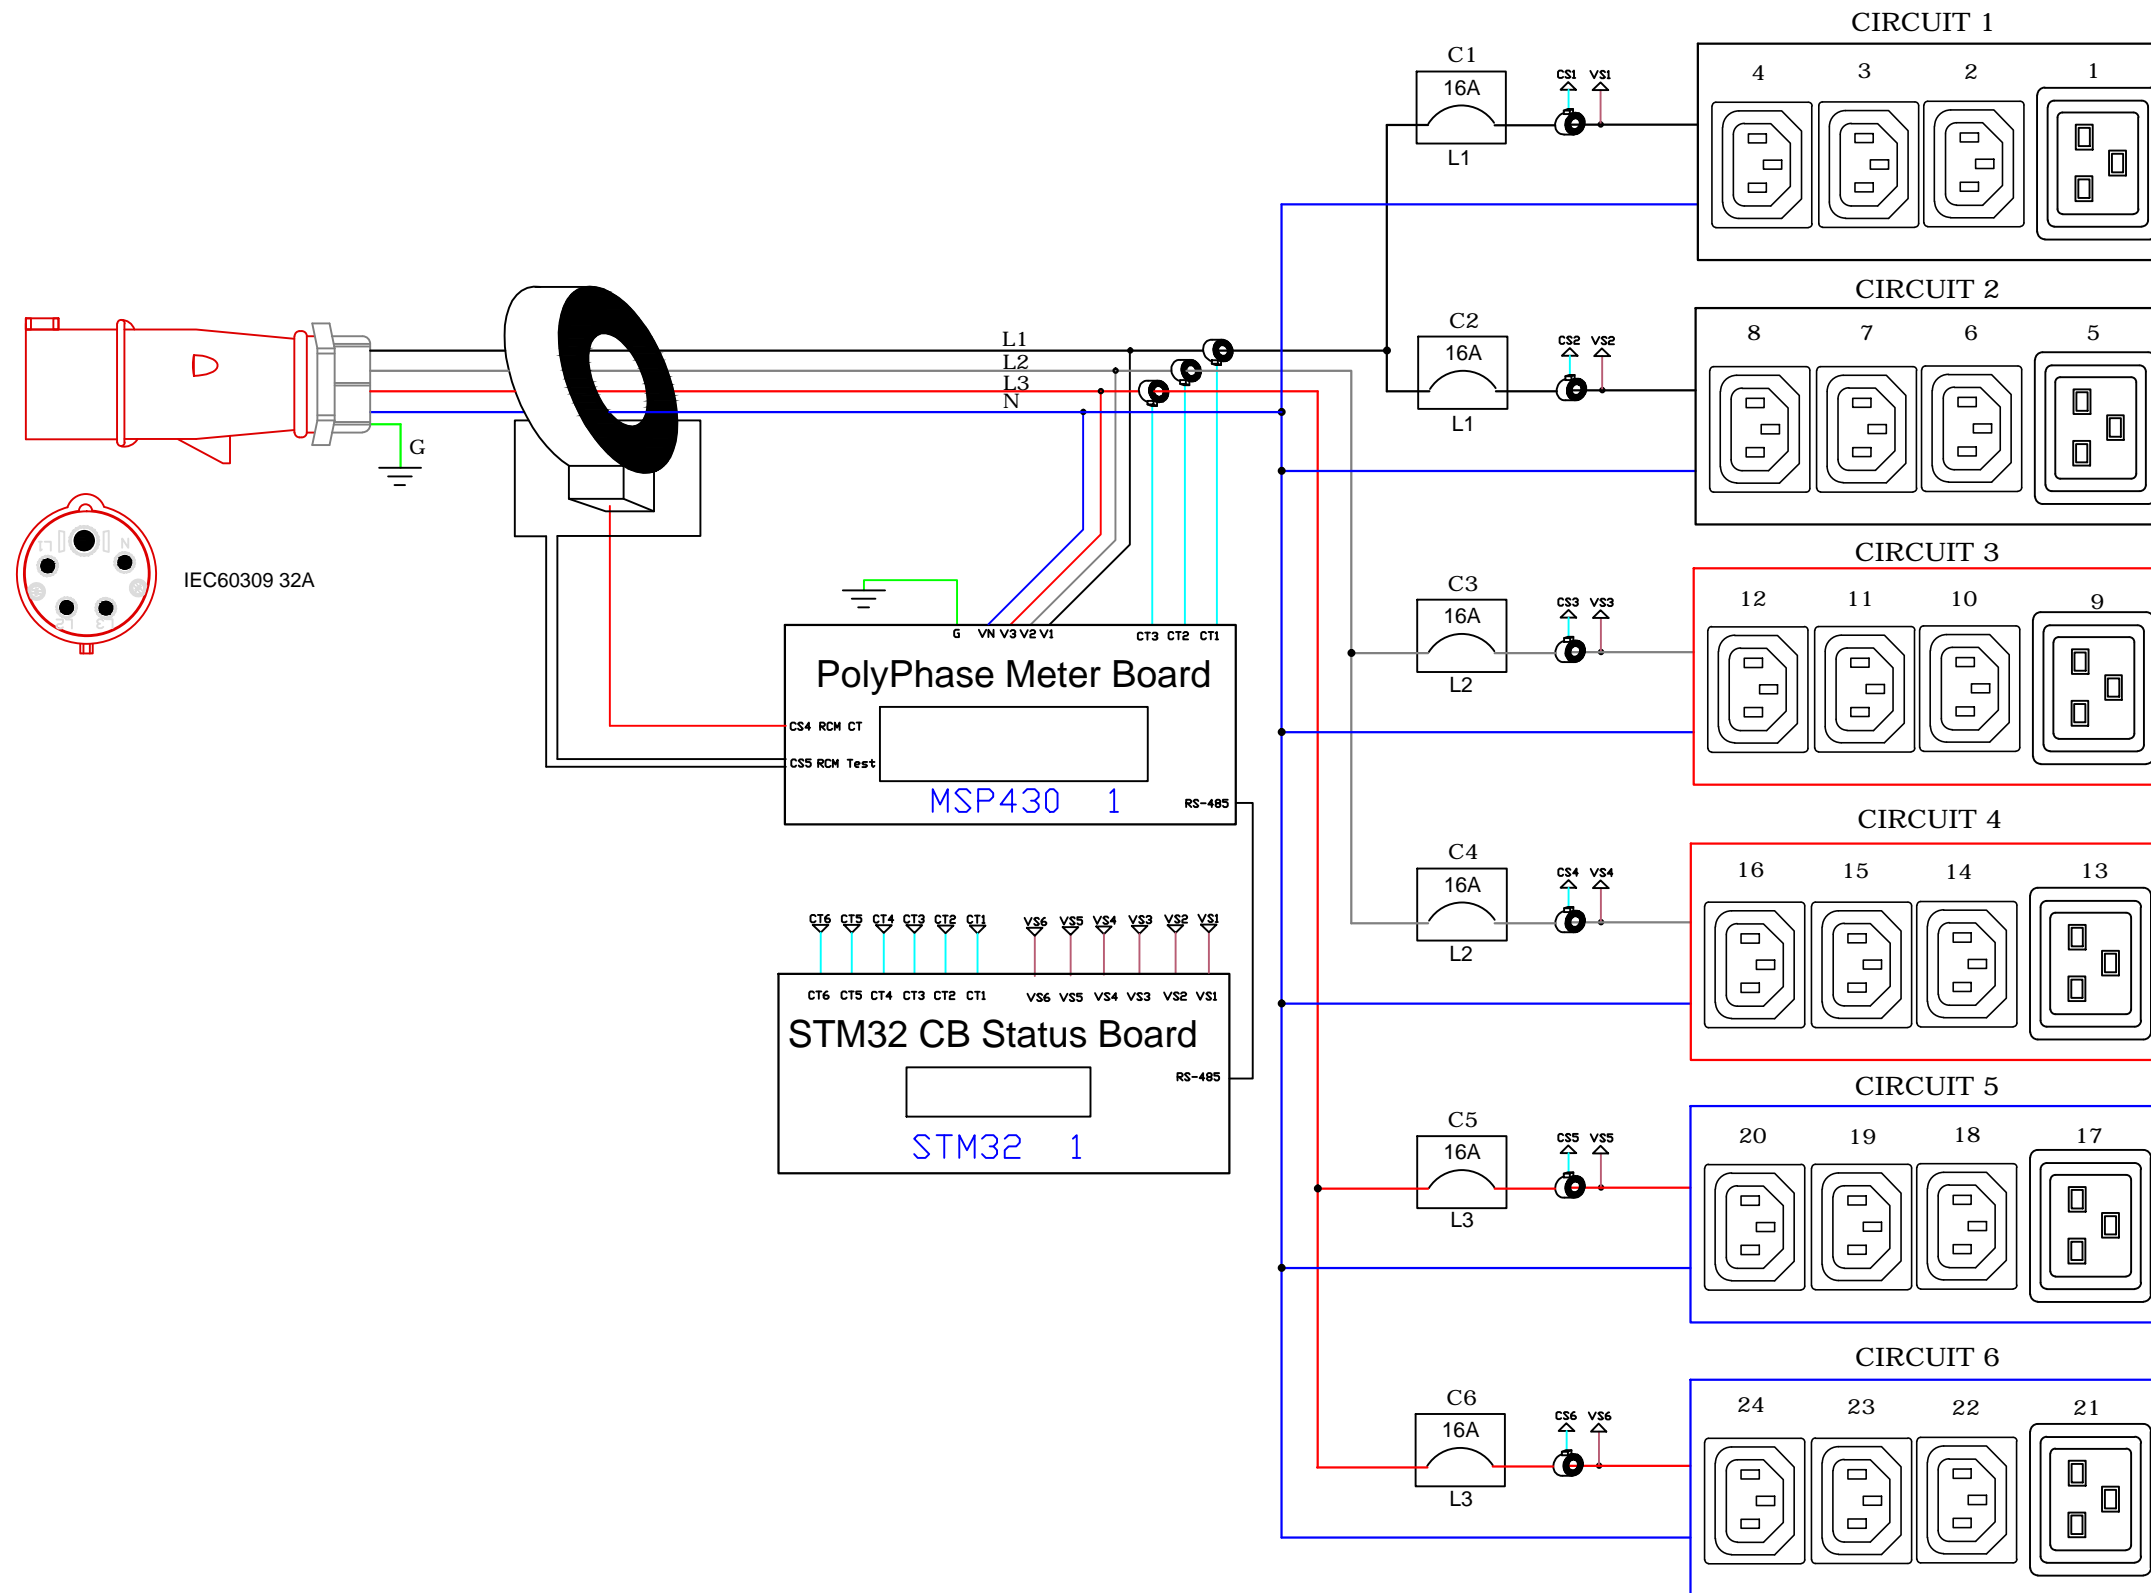 CIRCUIT 1
C1
16A
L1
CS1 VS1
4 3 2 1
CIRCUIT 2
C2
16A
L1
CS2 VS2
8 7 6 5
L1
L2
L3
N
G
IEC60309 32A
L1 N
L2 L3
CIRCUIT 3
C3
16A
L2
CS3 VS3
12 11 10 9
G VN V3 V2 V1 CT3 CT2 CT1
PolyPhase Meter Board
CS4 RCM CT
CS5 RCM Test
MSP430 1
RS-485
CIRCUIT 4
C4
16A
L2
CS4 VS4
16 15 14 13
CT6 CT5 CT4 CT3 CT2 CT1 VS6 VS5 VS4 VS3 VS2 VS1
CT6 CT5 CT4 CT3 CT2 CT1 VS6 VS5 VS4 VS3 VS2 VS1
STM32 CB Status Board
RS-485
STM32 1
CIRCUIT 5
C5
16A
L3
CS5 VS5
20 19 18 17
CIRCUIT 6
C6
16A
L3
CS6 VS6
24 23 22 21